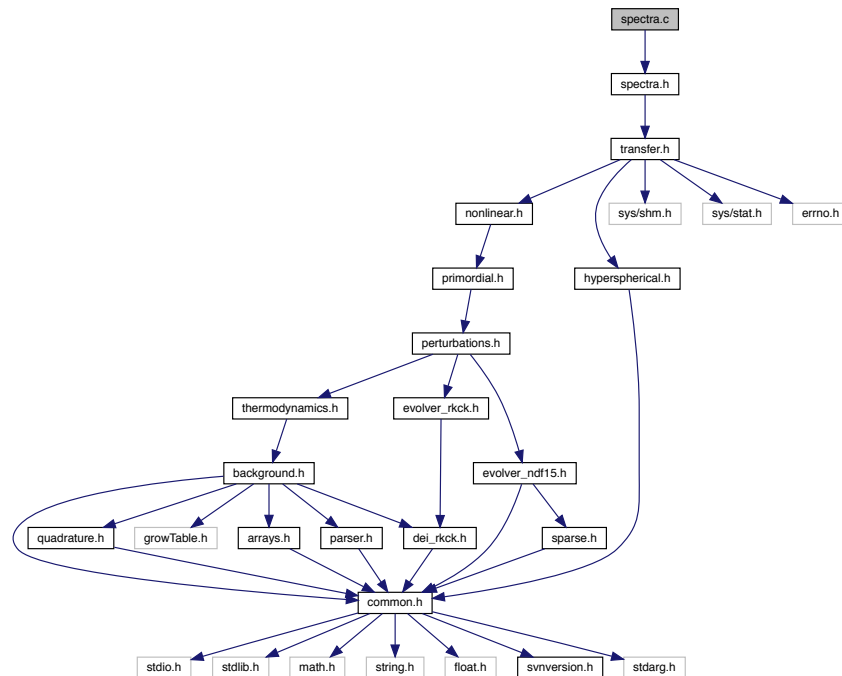 spectra.c
spectra.h
transfer.h
nonlinear.h
sys/shm.h
sys/stat.h
errno.h
primordial.h
hyperspherical.h
perturbations.h
thermodynamics.h
evolver_rkck.h
background.h
evolver_ndf15.h
quadrature.h
growTable.h
arrays.h
parser.h
dei_rkck.h
sparse.h
common.h
stdio.h
stdlib.h
math.h
string.h
float.h
svnversion.h
stdarg.h